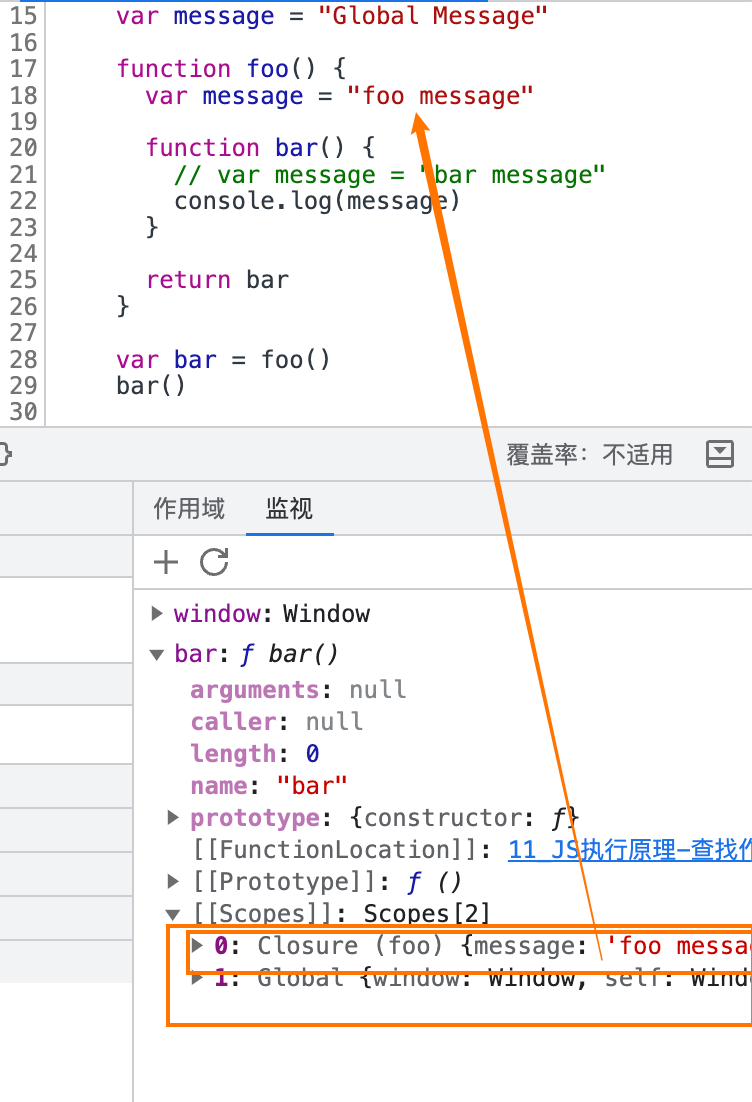 15 var message = "Global Message"
16
17 function foo() {
18 var message = "foo message"
19
20 function bar() {
21 // var message = "bar message"
22 console.log(message)
23 }
24
25 return bar
26 }
27
28 var bar = foo()
29 bar()
30
} 覆盖率: 不适用
作用域 监视
window: Window
bar: ƒ bar()
arguments: null
caller: null
length: 0
name: "bar"
prototype: {constructor: ƒ}
[[FunctionLocation]]: 11_JS执行原理-查找作
[[Prototype]]: ƒ ()
[[Scopes]]: Scopes[2]
0: Closure (foo) {message: 'foo messa
1: Global {window: Window, self: Wind